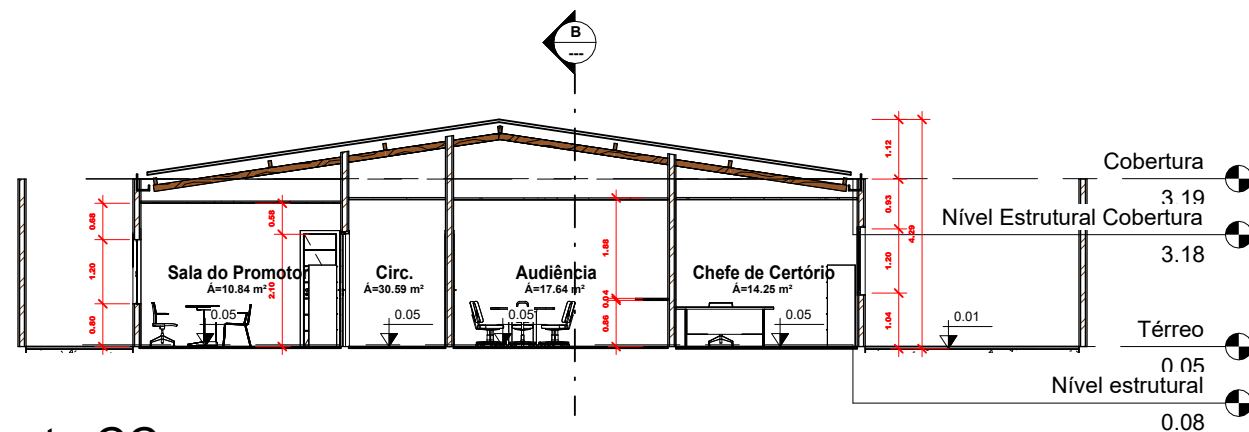 B
---
1.12
Cobertura
3.19
0.93
Nível Estrutural Cobertura
3.18
0.68
0.58
1.88
4.29
1.20
2.10
1.20
Sala do Promotor
Á=10.84 m²
Circ.
Á=30.59 m²
Audiência
Á=17.64 m²
Chefe de Certório
Á=14.25 m²
0.04
0.80
0.86
1.04
0.05
0.05
0.05
0.05
0.01
Térreo
0.05
Nível estrutural
0.08